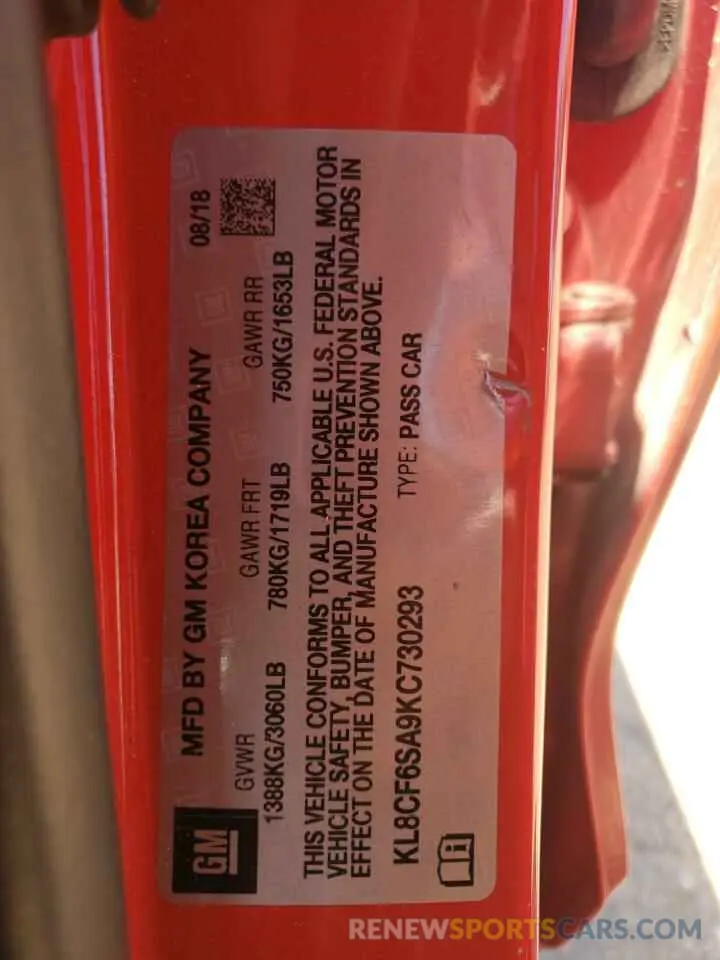 MFD BY GM KOREA COMPANY 08/18
GM
GVWR GAWR FRT GAWR RR
1388KG/3060LB 780KG/1719LB 750KG/1653LB
THIS VEHICLE CONFORMS TO ALL APPLICABLE U.S. FEDERAL MOTOR
VEHICLE SAFETY, BUMPER, AND THEFT PREVENTION STANDARDS IN
EFFECT ON THE DATE OF MANUFACTURE SHOWN ABOVE.
KL8CF6SA9KC730293 TYPE: PASS CAR
RENEWSPORTSCARS.COM